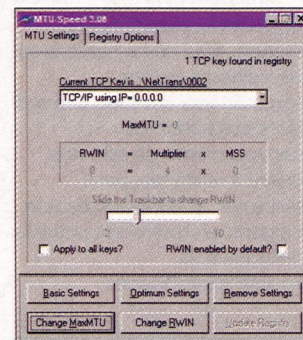 MTU-Speed 3.08
MTU Settings Registry Options
1 TCP key found in registry
Current TCP Key is ..\NetTrans\0002
TCP/IP using IP= 0.0.0.0
MaxMTU = 0
RWIN = Multiplier x MSS
0 = 4 x 0
Slide the Trackbar to change RWIN
2 10
Apply to all keys? RWIN enabled by default?
Basic Settings Optimum Settings Remove Settings
Change MaxMTU Change RWIN Update Registry